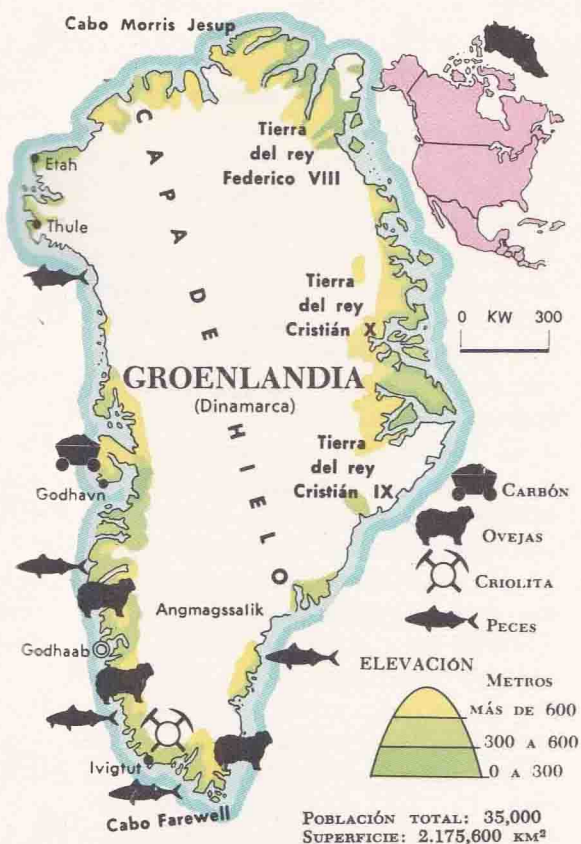 Cabo Morris Jesup
Tierra
del rey
Federico VIII
Etah
Thule
CAPA DE HIELO
Tierra
del rey
Cristián X
0 KW 300
GROENLANDIA
(Dinamarca)
Tierra
del rey
Cristián IX
Godhavn
CARBÓN
OVEJAS
CRIOLITA
Angmagssalik
PECES
Godhaab
ELEVACIÓN
METROS
MÁS DE 600
300 A 600
0 A 300
Ivigtut
Cabo Farewell
POBLACIÓN TOTAL: 35,000
SUPERFICIE: 2.175,600 KM²